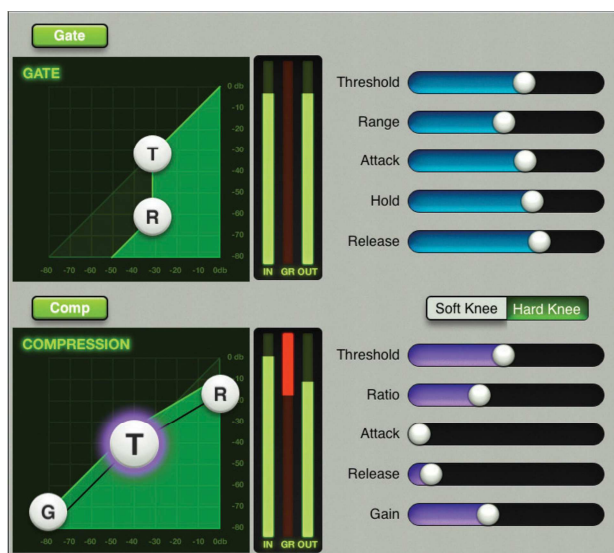 Gate
GATE
0 db
-10
-20
-30
-40
-50
-60
-70
-80
-80 -70 -60 -50 -40 -30 -20 -10 0db
T
R
IN GR OUT
Threshold
Range
Attack
Hold
Release
Comp
COMPRESSION
0 db
-10
-20
-30
-40
-50
-60
-70
-80
-80 -70 -60 -50 -40 -30 -20 -10 0db
R
T
G
IN GR OUT
Soft Knee Hard Knee
Threshold
Ratio
Attack
Release
Gain